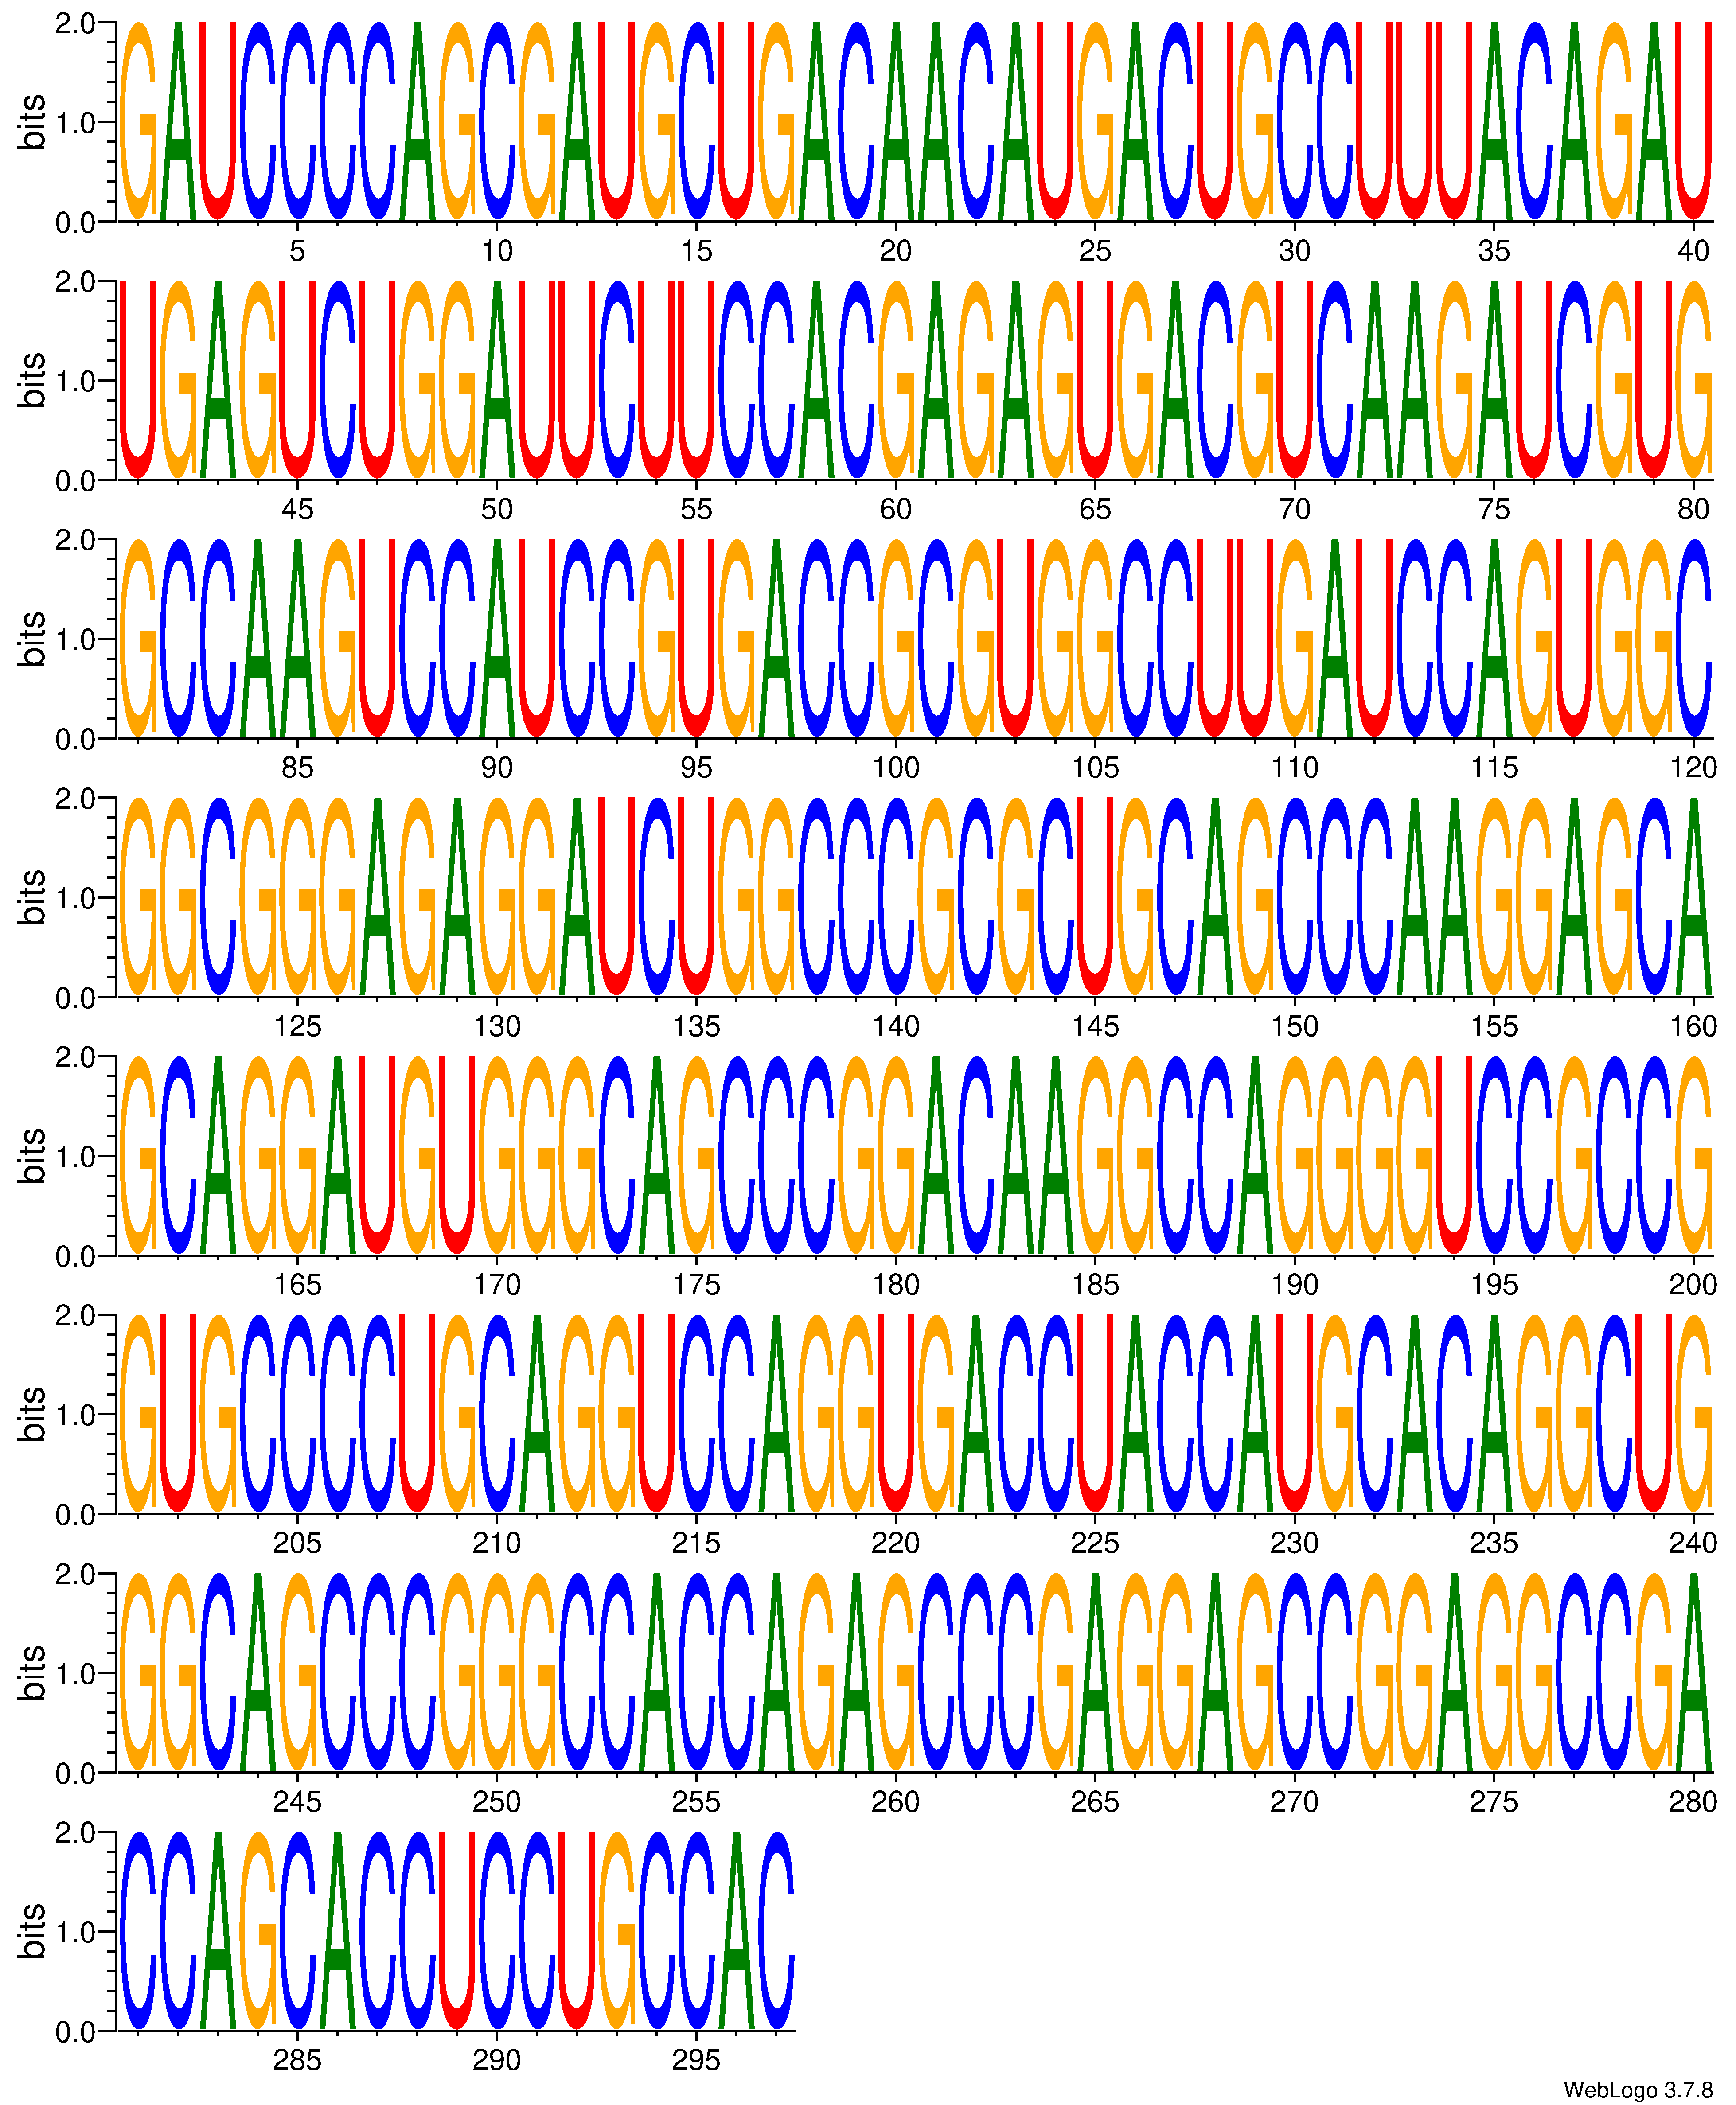 2.0
1.0
0.0
bits
GAUCCCCAGCGAUGCUGACAACAUGACUGCCUUUACAGAU
5 10 15 20 25 30 35 40
2.0
1.0
0.0
bits
UGAGUCUGGAUUCUUCCACGAGAGUGACGUCAAGAUCGUG
45 50 55 60 65 70 75 80
2.0
1.0
0.0
bits
GCCAAGUCCAUCCGUGACCGCGUGGCCUUGAUCCAGUGGC
85 90 95 100 105 110 115 120
2.0
1.0
0.0
bits
GGCGGGAGAGGAUCUGGCCCGCGCUGCAGCCCAAGGAGCA
125 130 135 140 145 150 155 160
2.0
1.0
0.0
bits
GCAGGAUGUGGGCAGCCCGGACAAGGCCAGGGGUCCGCCG
165 170 175 180 185 190 195 200
2.0
1.0
0.0
bits
GUGCCCCUGCAGGUCCAGGUGACCUACCAUGCACAGGCUG
205 210 215 220 225 230 235 240
2.0
1.0
0.0
bits
GGCAGCCCGGGCCACCAGAGCCCGAGGAGCCGGAGGCCGA
245 250 255 260 265 270 275 280
2.0
1.0
0.0
bits
CCAGCACCUCCUGCCAC
285 290 295
WebLogo 3.7.8